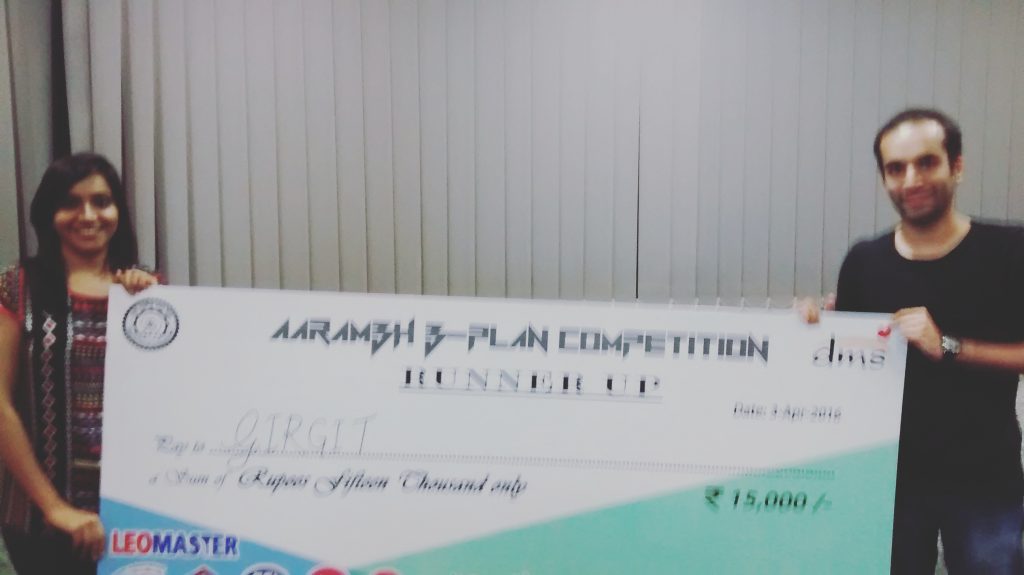 AARAMBH B-PLAN COMPETITION
dms
RUNNER UP
Date: 3-Apr-2016
Pay to GIRGIT
a Sum of Rupees Fifteen Thousand only
₹ 15,000 /-
LEOMASTER